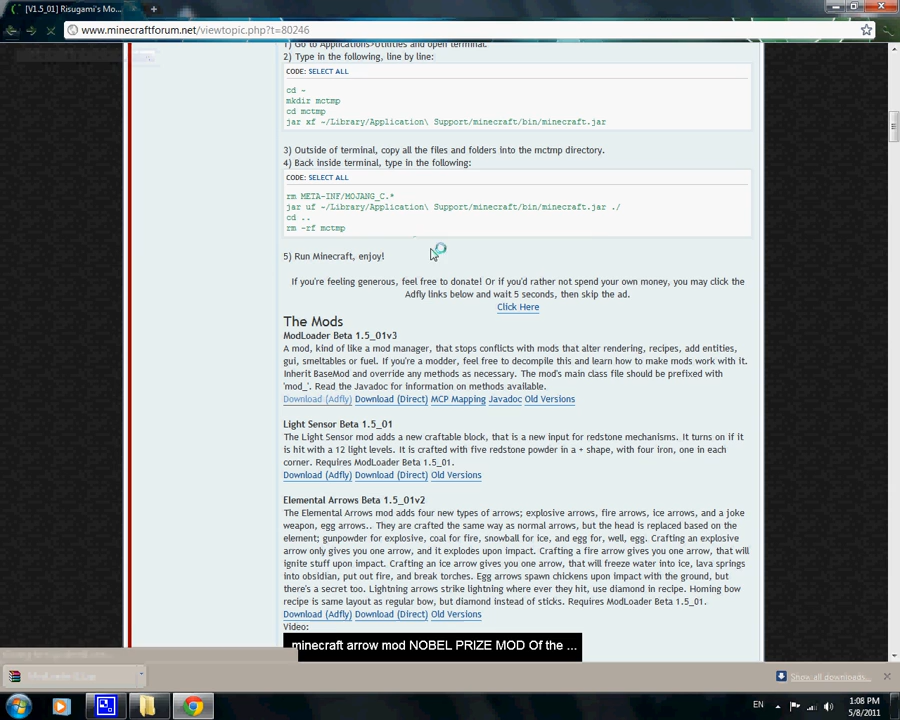 [V1.5_01] Risugami's Mo...
www.minecraftforum.net/viewtopic.php?t=80246
1) Go to Applications>Utilities and open terminal.
2) Type in the following, line by line:
CODE: SELECT ALL
cd ~
mkdir mctmp
cd mctmp
jar xf ~/Library/Application\ Support/minecraft/bin/minecraft.jar
3) Outside of terminal, copy all the files and folders into the mctmp directory.
4) Back inside terminal, type in the following:
CODE: SELECT ALL
rm META-INF/MOJANG_C.*
jar uf ~/Library/Application\ Support/minecraft/bin/minecraft.jar ./
cd ..
rm -rf mctmp
5) Run Minecraft, enjoy!
If you're feeling generous, feel free to donate! Or if you'd rather not spend your own money, you may click the
Adfly links below and wait 5 seconds, then skip the ad.
Click Here
The Mods
ModLoader Beta 1.5_01v3
A mod, kind of like a mod manager, that stops conflicts with mods that alter rendering, recipes, add entities,
gui, smeltables or fuel. If you're a modder, feel free to decompile this and learn how to make mods work with it.
Inherit BaseMod and override any methods as necessary. The mod's main class file should be prefixed with
'mod_'. Read the Javadoc for information on methods available.
Download (Adfly) Download (Direct) MCP Mapping Javadoc Old Versions
Light Sensor Beta 1.5_01
The Light Sensor mod adds a new craftable block, that is a new input for redstone mechanisms. It turns on if it
is hit with a 12 light levels. It is crafted with five redstone powder in a + shape, with four iron, one in each
corner. Requires ModLoader Beta 1.5_01.
Download (Adfly) Download (Direct) Old Versions
Elemental Arrows Beta 1.5_01v2
The Elemental Arrows mod adds four new types of arrows; explosive arrows, fire arrows, ice arrows, and a joke
weapon, egg arrows.. They are crafted the same way as normal arrows, but the head is replaced based on the
element; gunpowder for explosive, coal for fire, snowball for ice, and egg for, well, egg. Crafting an explosive
arrow only gives you one arrow, and it explodes upon impact. Crafting a fire arrow gives you one arrow, that will
ignite stuff upon impact. Crafting an ice arrow gives you one arrow, that will freeze water into ice, lava springs
into obsidian, put out fire, and break torches. Egg arrows spawn chickens upon impact with the ground, but
there's a secret too. Lightning arrows strike lightning where ever they hit, use diamond in recipe. Homing bow
recipe is same layout as regular bow, but diamond instead of sticks. Requires ModLoader Beta 1.5_01.
Download (Adfly) Download (Direct) Old Versions
Video:
minecraft arrow mod NOBEL PRIZE MOD Of the ...
Show all downloads...
EN
1:08 PM
5/8/2011